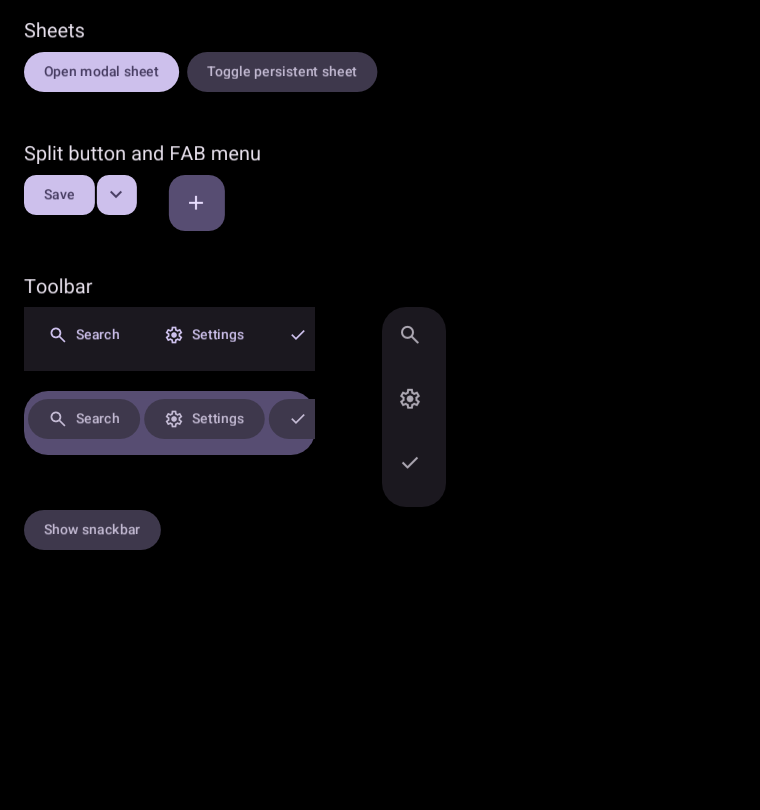 Sheets
Open modal sheet Toggle persistent sheet
Split button and FAB menu
Save
Toolbar
Search Settings
Search Settings
Show snackbar